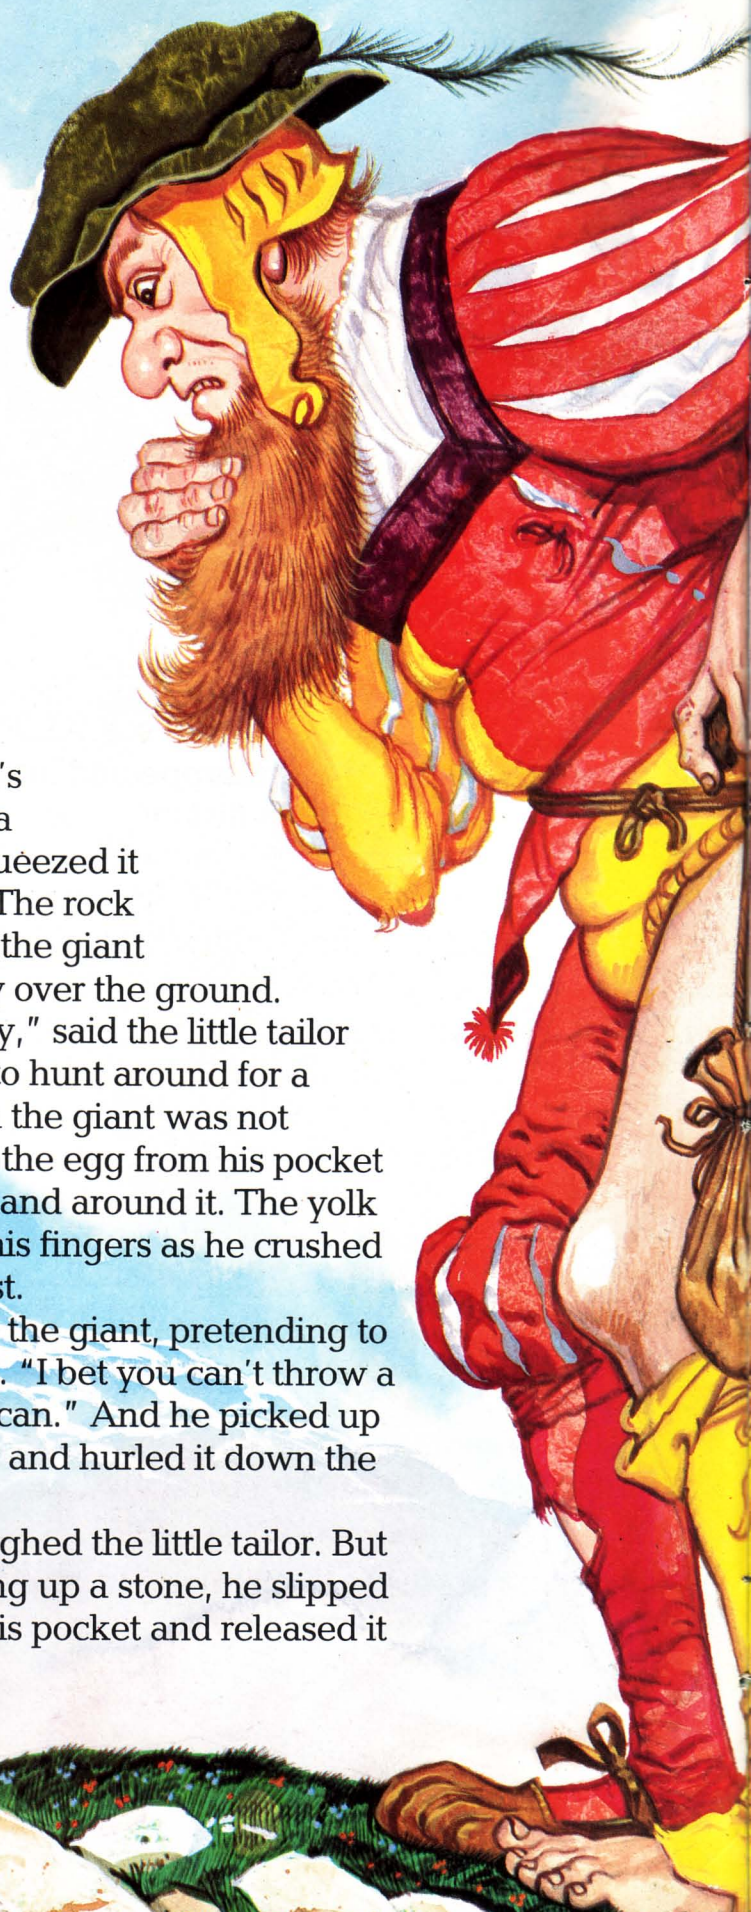 's
a
ueezed it
The rock
the giant
over the ground.
y," said the little tailor
to hunt around for a
the giant was not
the egg from his pocket
and around it. The yolk
his fingers as he crushed
st.
the giant, pretending to
. "I bet you can't throw a
can." And he picked up
and hurled it down the
ghed the little tailor. But
ng up a stone, he slipped
is pocket and released it